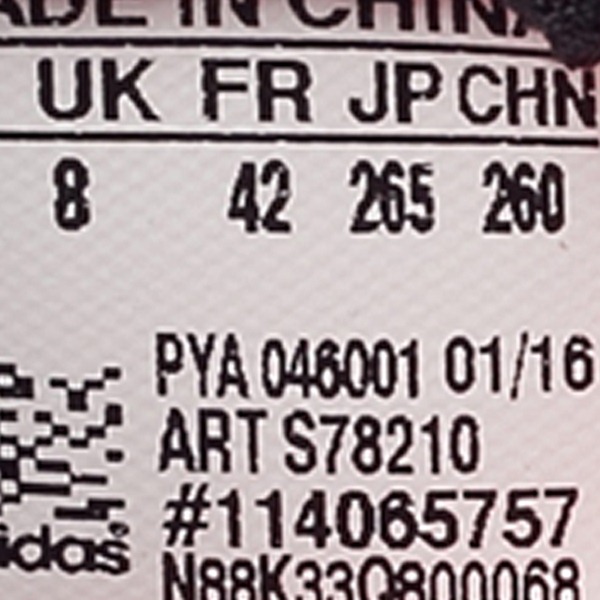 MADE IN CHINA
UK FR JP CHN
8 42 265 260
PYA 046001 01/16
ART S78210
#114065757
adidas
N88K33Q800068